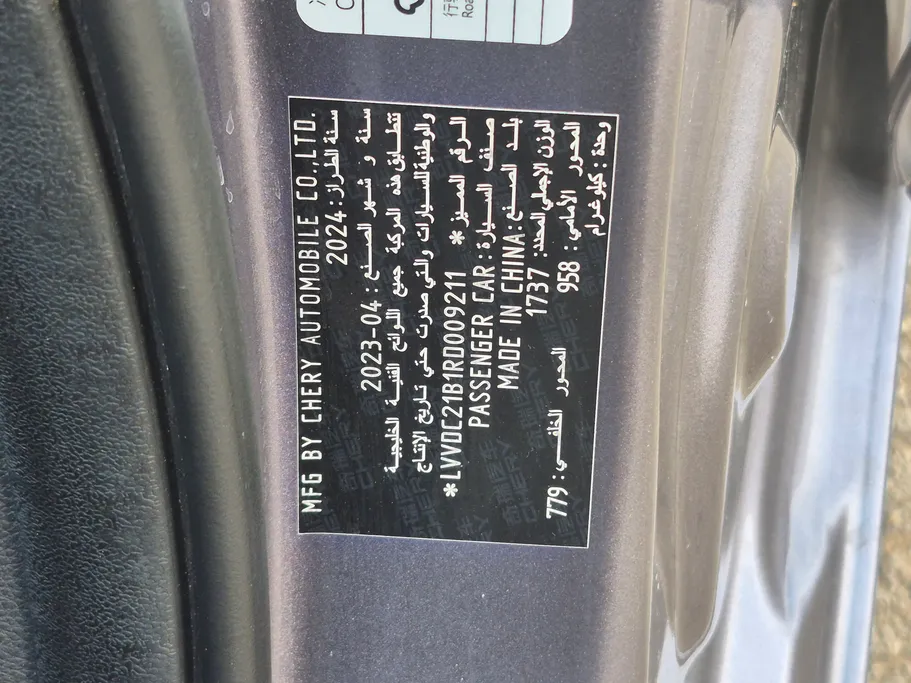 MFG BY CHERY AUTOMOBILE CO.,LTD.
سنة الطراز: 2024
سنة و شهر الصنع: 2023-04
تتطابق هذه المركبة جميع اللوائح الفنية الخليجية
والوطنية للسيارات والتي صدرت حتى تاريخ الإنتاج
الرقم المميز: *LVVDC21B1RD009211*
صنف السيارة: PASSENGER CAR
بلد الصنع: MADE IN CHINA
الوزن الإجمالي المحدد: 1737
المحور الأمامي: 958 المحور الخلفي: 779
وحدة: كيلوغرام
Roa